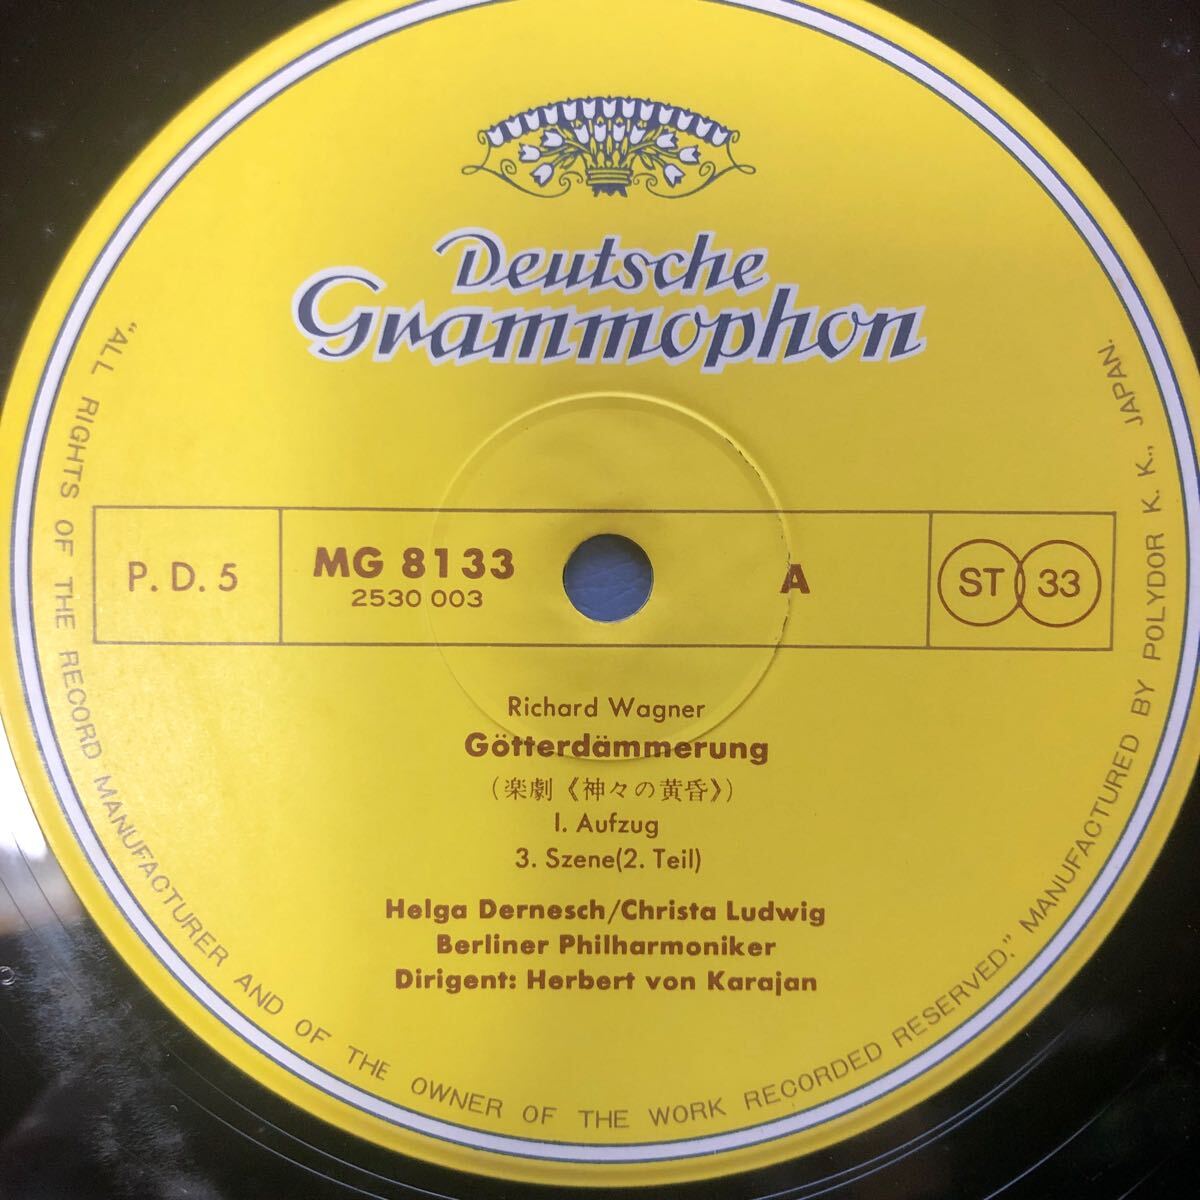 Deutsche
Grammophon
P. D. 5
MG 8133
2530 003
A
ST 33
Richard Wagner
Götterdämmerung
(楽劇《神々の黄昏》)
I. Aufzug
3. Szene(2. Teil)
Helga Dernesch/Christa Ludwig
Berliner Philharmoniker
Dirigent: Herbert von Karajan
"ALL RIGHTS OF THE RECORD MANUFACTURER AND OF THE OWNER OF THE WORK RECORDED RESERVED." MANUFACTURED BY POLYDOR K. K., JAPAN.